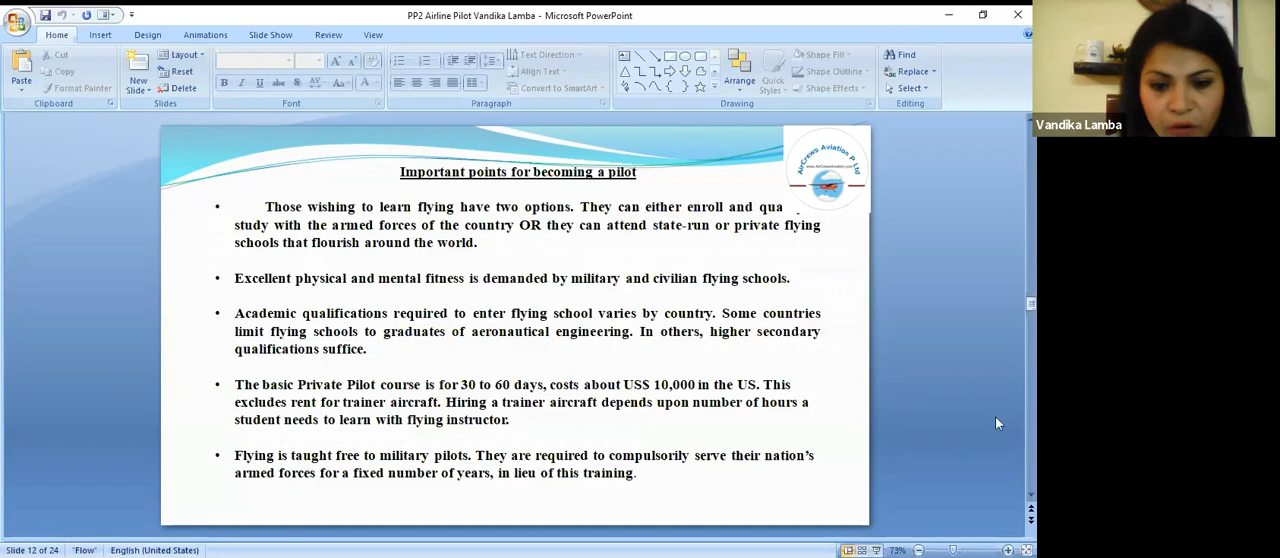 PP2 Airline Pilot Vandika Lamba - Microsoft PowerPoint
Home Insert Design Animations Slide Show Review View
Cut
Copy
Format Painter
Paste
Clipboard
New
Slide
Layout
Reset
Delete
Slides
Font
Text Direction
Align Text
Convert to SmartArt
Paragraph
Arrange
Quick
Styles
Shape Fill
Shape Outline
Shape Effects
Drawing
Find
Replace
Select
Editing
Vandika Lamba
AirCrews Aviation P Ltd
www.AirCrewsAviation.com
Important points for becoming a pilot
• Those wishing to learn flying have two options. They can either enroll and qua
study with the armed forces of the country OR they can attend state-run or private flying
schools that flourish around the world.
• Excellent physical and mental fitness is demanded by military and civilian flying schools.
• Academic qualifications required to enter flying school varies by country. Some countries
limit flying schools to graduates of aeronautical engineering. In others, higher secondary
qualifications suffice.
• The basic Private Pilot course is for 30 to 60 days, costs about US$ 10,000 in the US. This
excludes rent for trainer aircraft. Hiring a trainer aircraft depends upon number of hours a
student needs to learn with flying instructor.
• Flying is taught free to military pilots. They are required to compulsorily serve their nation's
armed forces for a fixed number of years, in lieu of this training.
Slide 12 of 24 "Flow" English (United States) 73%